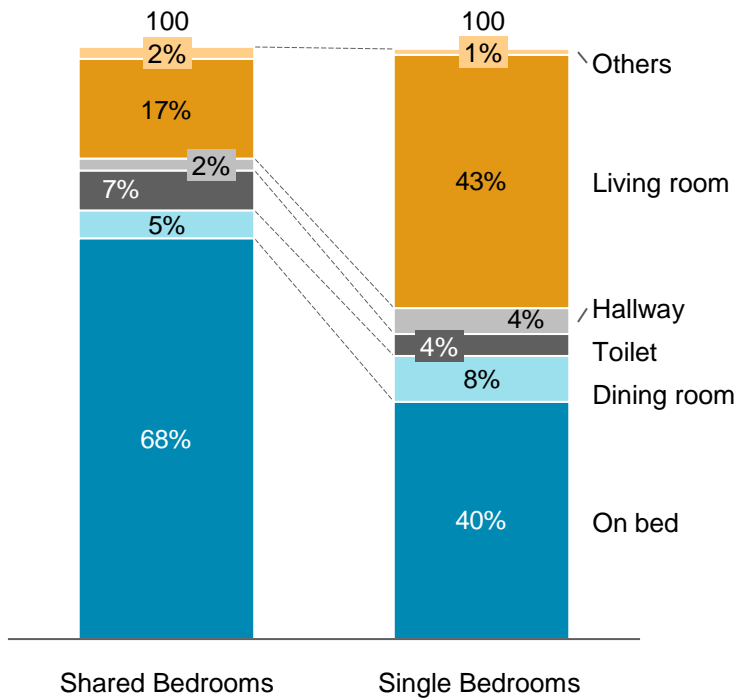 100
100
2%
1%
Others
17%
43%
Living room
2%
7%
5%
4%
Hallway
4%
Toilet
8%
Dining room
68%
40%
On bed
Shared Bedrooms
Single Bedrooms